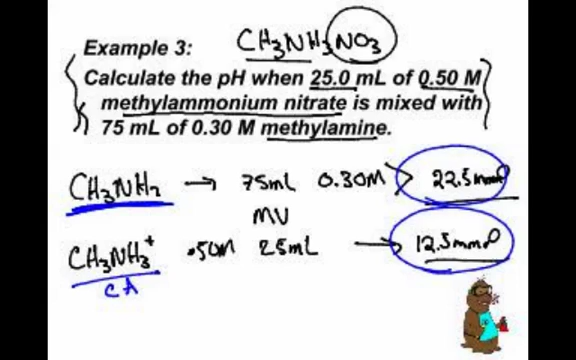 Example 3: CH3NH3NO3
Calculate the pH when 25.0 mL of 0.50 M
methylammonium nitrate is mixed with
75 mL of 0.30 M methylamine.
CH3NH2 → 75mL 0.30M > 22.5mmol
MV
CH3NH3+ .50M 25mL → 12.5mmol
CA